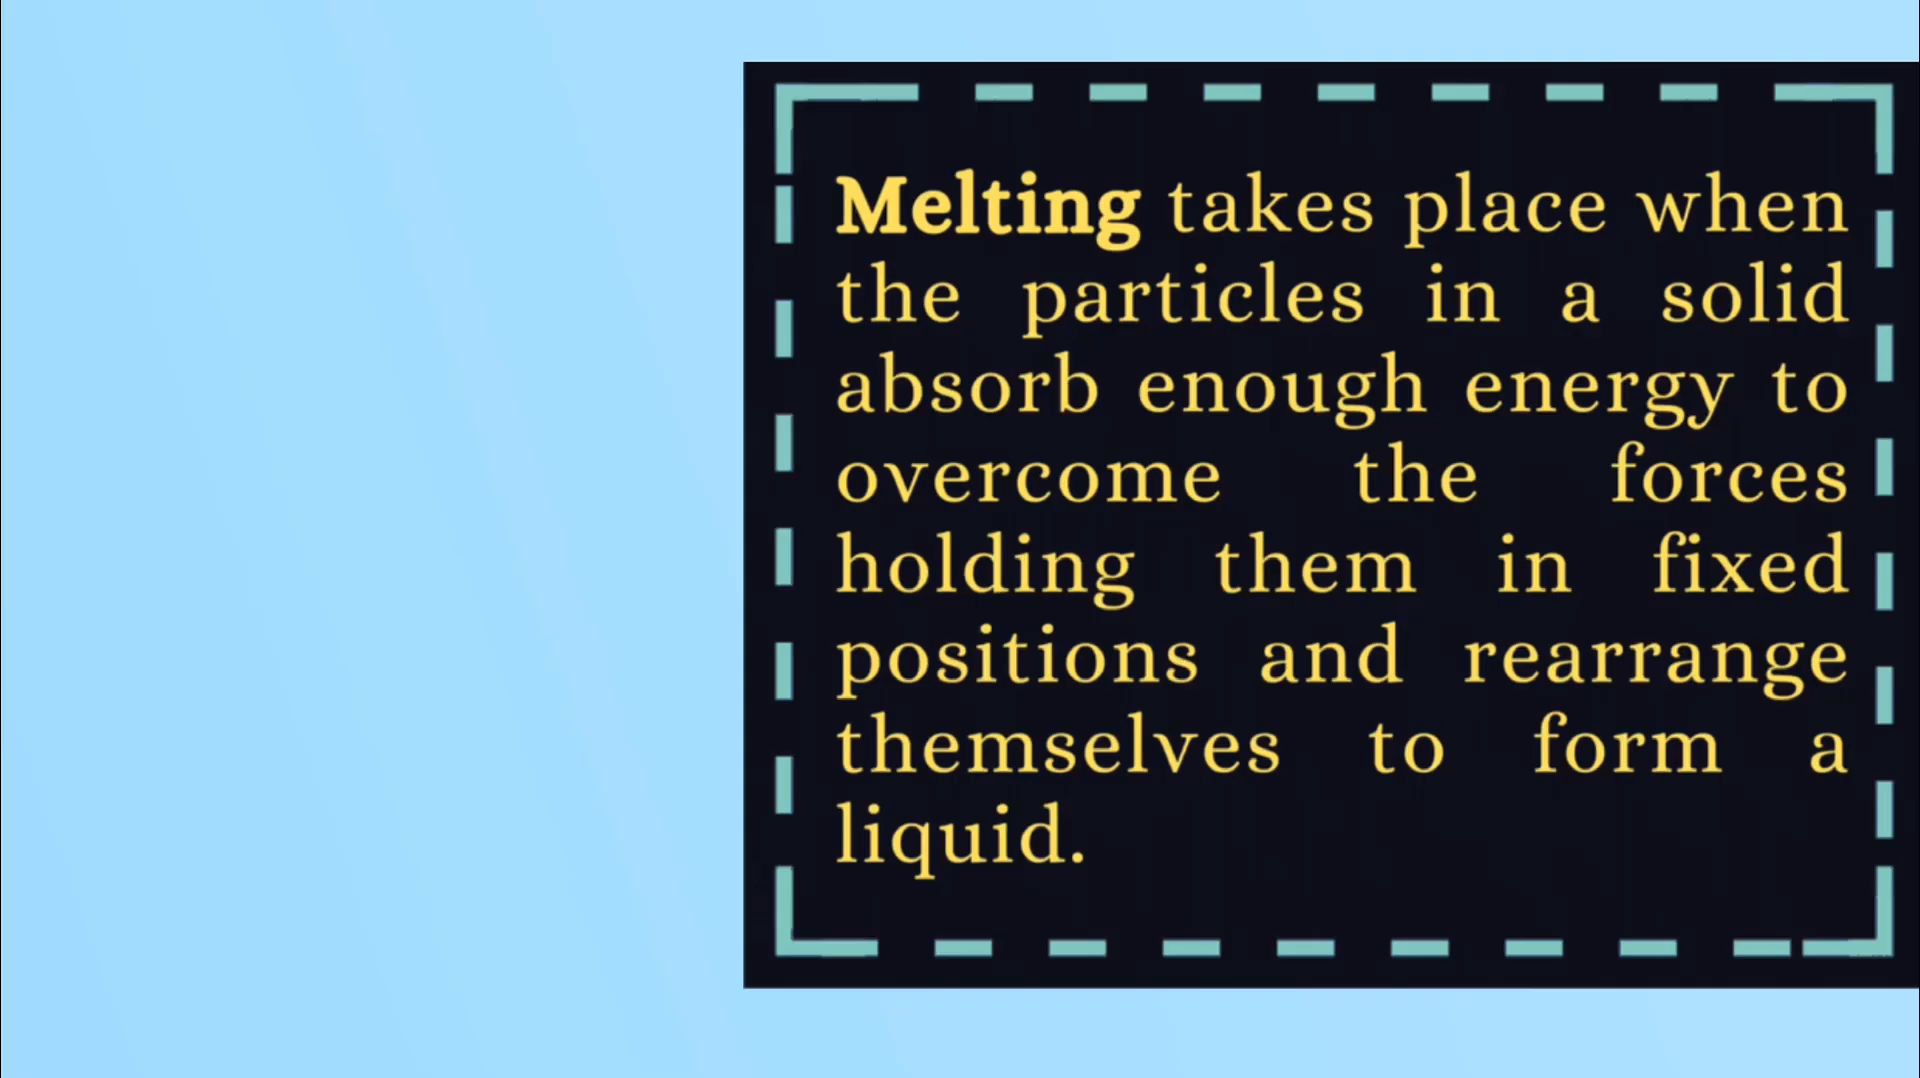 Melting takes place when
the particles in a solid
absorb enough energy to
overcome the forces
holding them in fixed
positions and rearrange
themselves to form a
liquid.